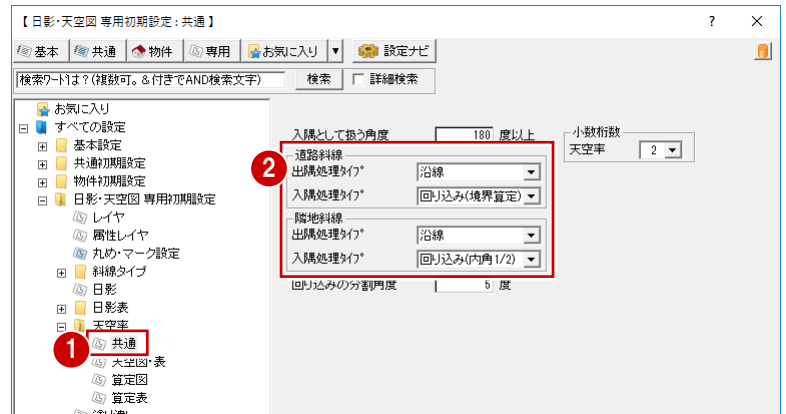 【 日影・天空図 専用初期設定 : 共通 】
基本 共通 物件 専用 お気に入り ▼ 設定ナビ
検索ワードは?(複数可。&付きでAND検索文字) 検索 詳細検索
お気に入り
すべての設定
基本設定
共通初期設定
物件初期設定
日影・天空図 専用初期設定
レイヤ
属性レイヤ
丸め・マーク設定
斜線タイプ
日影
日影表
天空率
1 共通
天空図・表
算定図
算定表
入隅として扱う角度 180 度以上
小数桁数
天空率 2
2
道路斜線
出隅処理タイプ 沿線
入隅処理タイプ 回り込み(境界算定)
隣地斜線
出隅処理タイプ 沿線
入隅処理タイプ 回り込み(内角1/2)
回り込みの分割角度 5 度